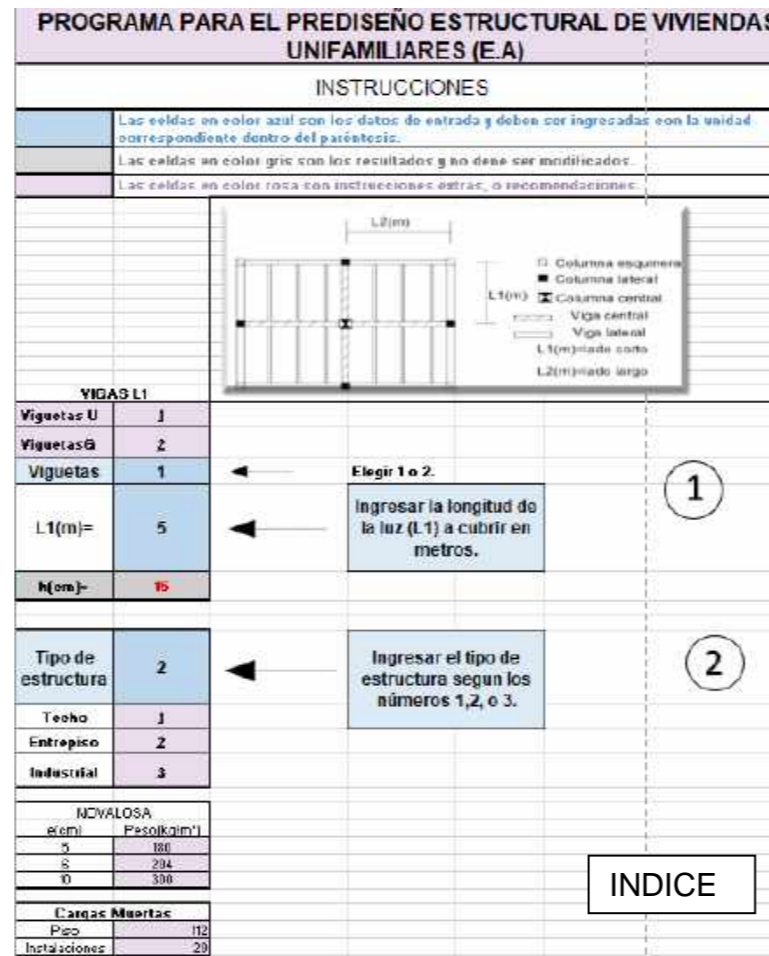 PROGRAMA PARA EL PREDISEÑO ESTRUCTURAL DE VIVIENDAS
UNIFAMILIARES (E.A)
INSTRUCCIONES
Las celdas en color azul son los datos de entrada y deben ser ingresadas con la unidad
correspondiente dentro del paréntesis.
Las celdas en color gris son los resultados y no dene ser modificados.
Las celdas en color rosa son instrucciones extras, o recomendaciones.
L2(m)
L1(m)
Columna esquinera
Columna lateral
Columna central
Viga central
Viga lateral
L1(m)=lado corto
L2(m)=lado largo
VIGAS L1
Viguetas U 1
Viguetas 2
Viguetas 1 Elegir 1 o 2.
1
L1(m)= 5
Ingresar la longitud de
la luz (L1) a cubrir en
metros.
h(cm)= 15
Tipo de
estructura 2
Ingresar el tipo de
estructura segun los
números 1,2, o 3.
2
Techo 1
Entrepiso 2
Industrial 3
NOVALOSA
e(cm) Peso(kg/m²)
5 180
6 204
10 300
INDICE
Cargas Muertas
Piso 112
Instalaciones 20